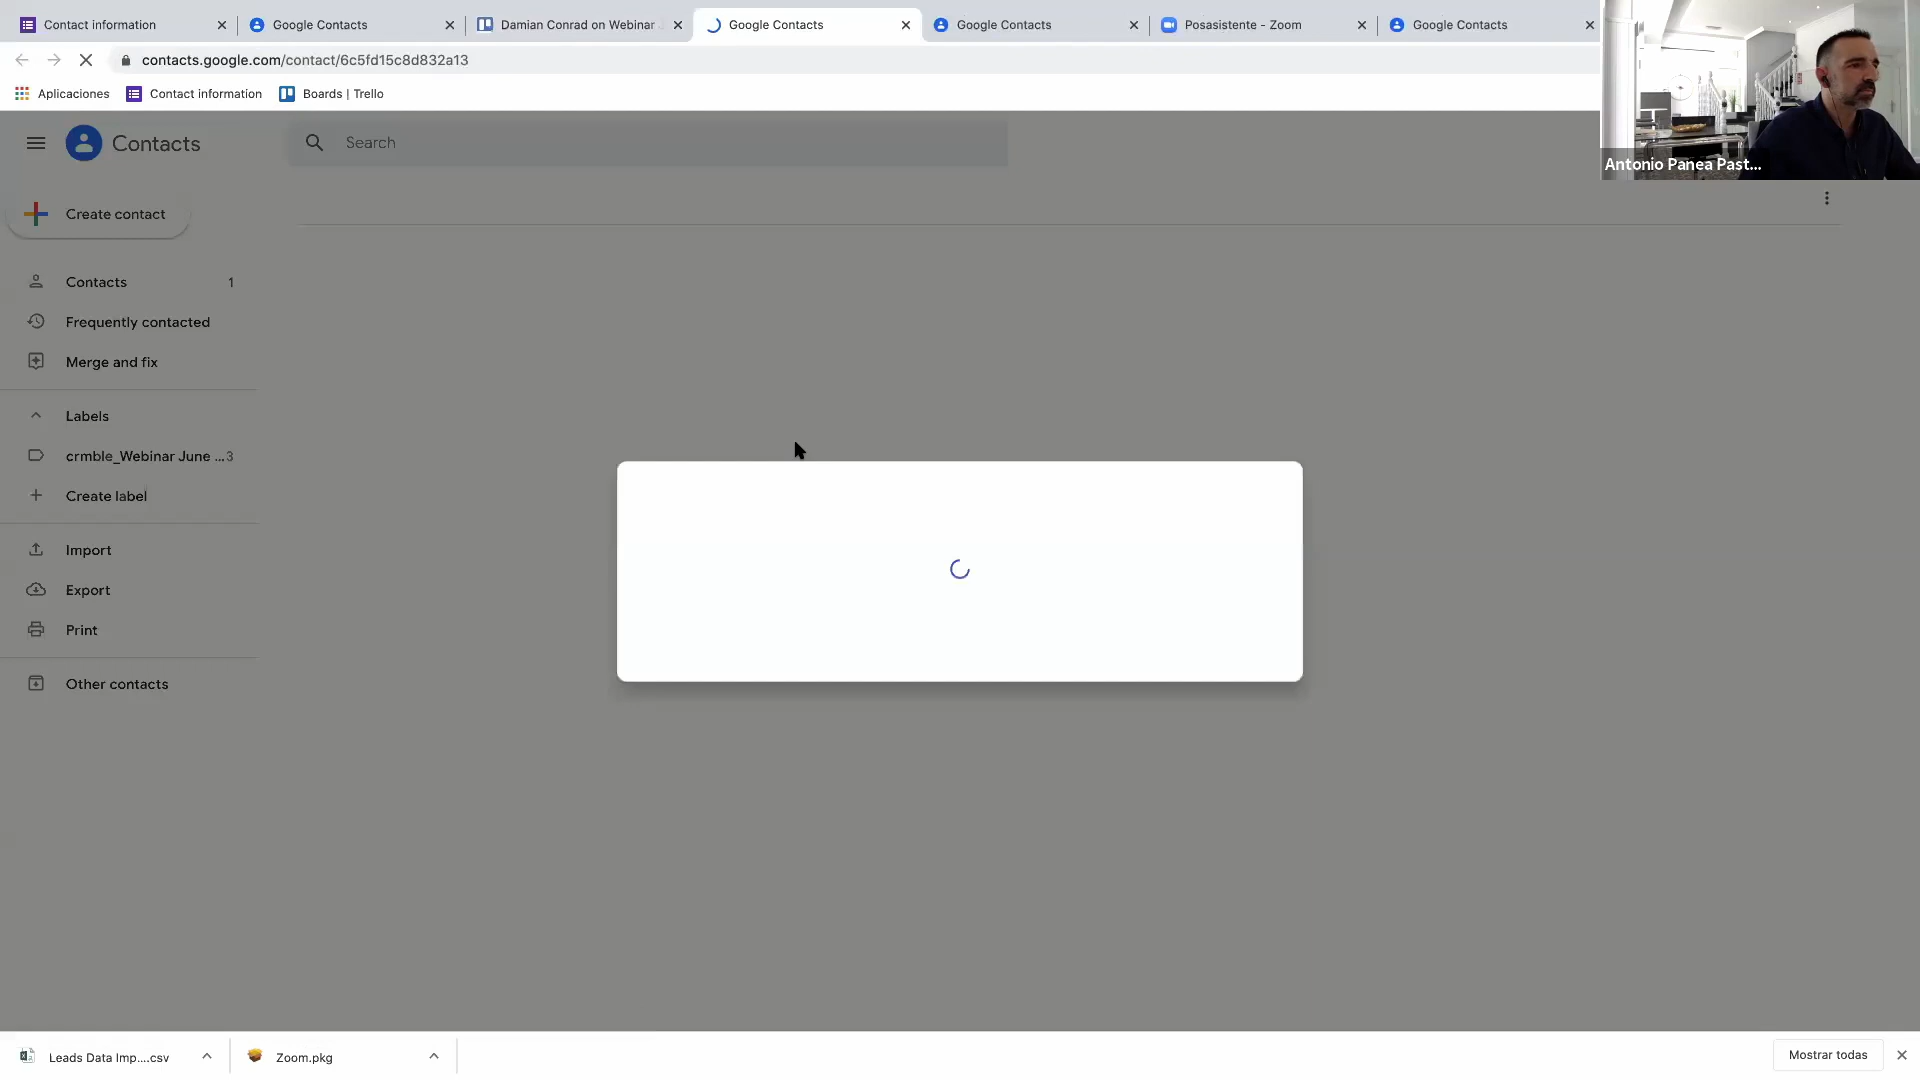 Contact information
Google Contacts
Damian Conrad on Webinar
Google Contacts
Google Contacts
Posasistente - Zoom
Google Contacts
contacts.google.com/contact/6c5fd15c8d832a13
Aplicaciones
Contact information
Boards | Trello
Contacts
Search
Antonio Panea Past...
Create contact
Contacts 1
Frequently contacted
Merge and fix
Labels
crmble_Webinar June ... 3
Create label
Import
Export
Print
Other contacts
Leads Data Imp....csv
Zoom.pkg
Mostrar todas